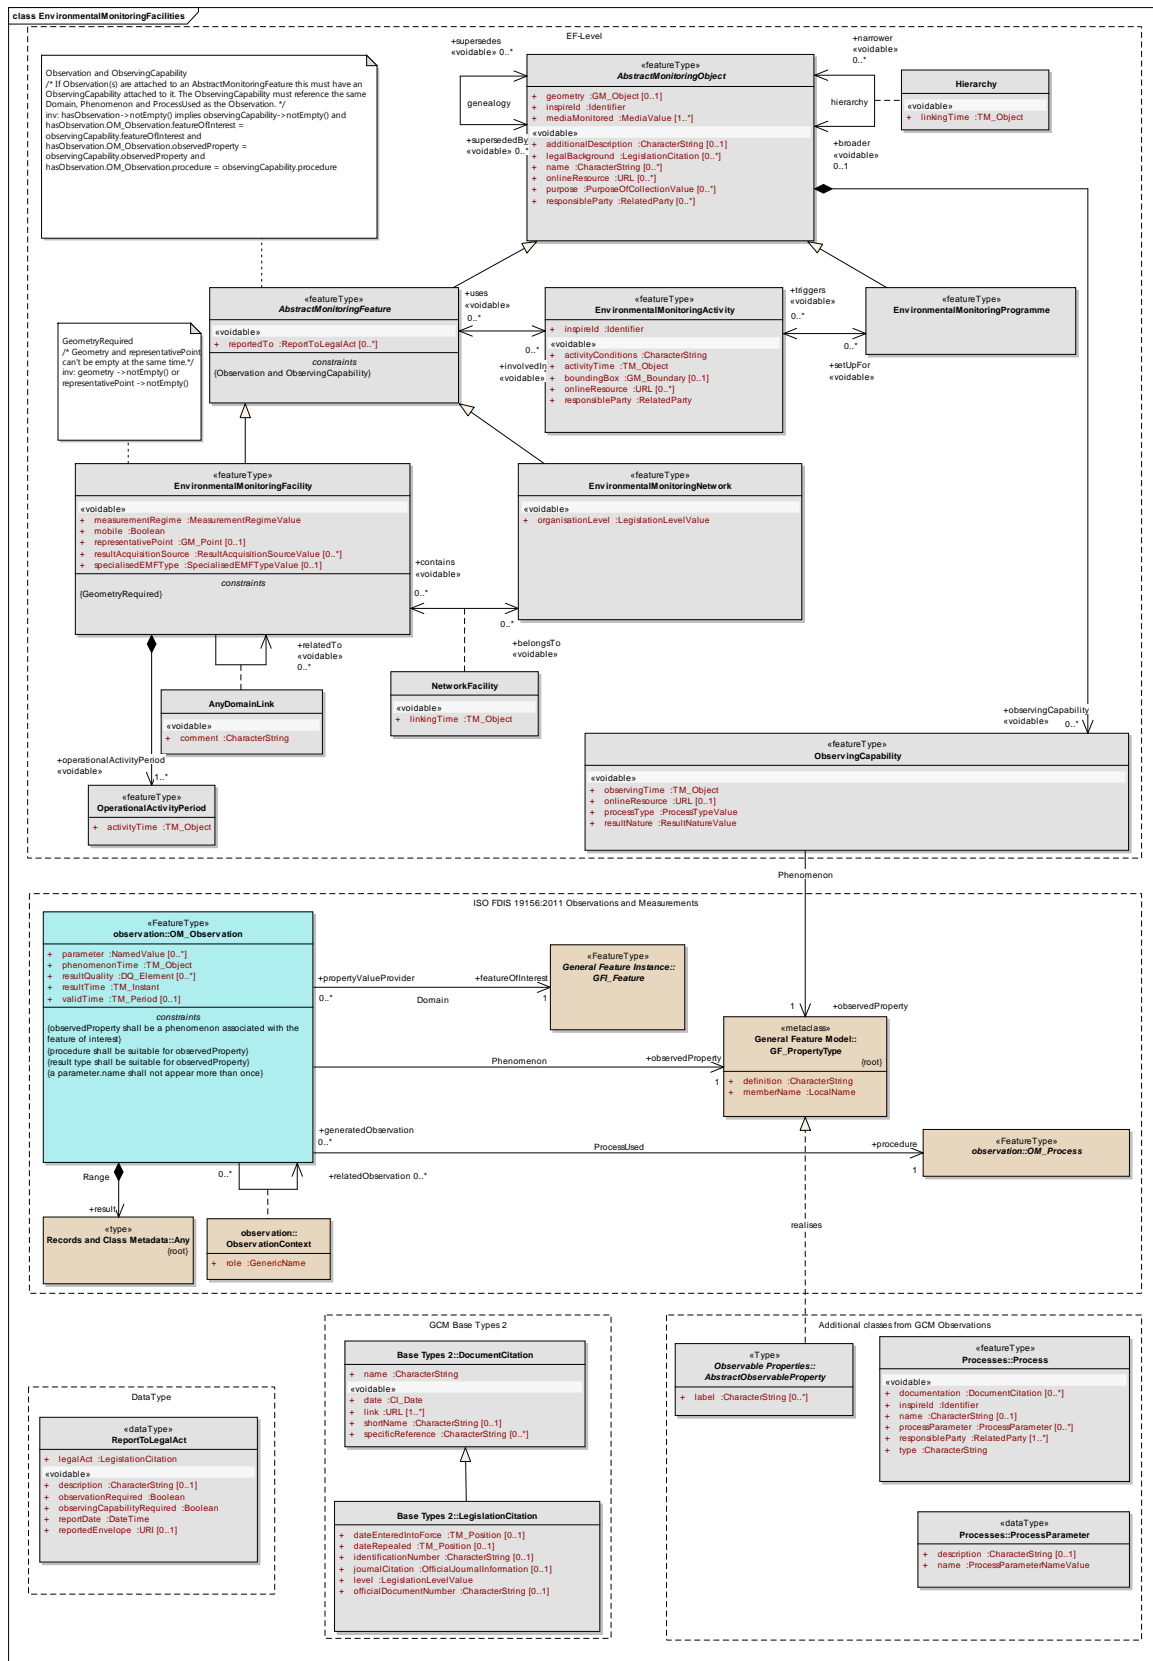 class EnvironmentalMonitoringFacilities
EF-Level
Observation and ObservingCapability
/* If Observation(s) are attached to an AbstractMonitoringFeature this must have an
ObservingCapability attached to it. The ObservingCapability must reference the same
Domain, Phenomenon and ProcessUsed as the Observation. */
inv: hasObservation->notEmpty() implies observingCapability->notEmpty() and
hasObservation.OM_Observation.featureOfInterest =
observingCapability.featureOfInterest and
hasObservation.OM_Observation.observedProperty =
observingCapability.observedProperty and
hasObservation.OM_Observation.procedure = observingCapability.procedure
+supersedes
«voidable» 0..*
genealogy
+supersededBy
«voidable» 0..*
«featureType»
AbstractMonitoringObject
+ geometry :GM_Object [0..1]
+ inspireId :Identifier
+ mediaMonitored :MediaValue [1..*]
«voidable»
+ additionalDescription :CharacterString [0..1]
+ legalBackground :LegislationCitation [0..*]
+ name :CharacterString [0..*]
+ onlineResource :URL [0..*]
+ purpose :PurposeOfCollectionValue [0..*]
+ responsibleParty :RelatedParty [0..*]
+narrower
«voidable»
0..*
hierarchy
+broader
«voidable»
0..1
Hierarchy
«voidable»
+ linkingTime :TM_Object
«featureType»
AbstractMonitoringFeature
«voidable»
+ reportedTo :ReportToLegalAct [0..*]
constraints
{Observation and ObservingCapability}
+uses
«voidable»
0..*
0..*
+involvedIn
«voidable»
«featureType»
EnvironmentalMonitoringActivity
+ inspireId :Identifier
«voidable»
+ activityConditions :CharacterString
+ activityTime :TM_Object
+ boundingBox :GM_Boundary [0..1]
+ onlineResource :URL [0..*]
+ responsibleParty :RelatedParty
+triggers
«voidable»
0..*
0..*
+setUpFor
«voidable»
«featureType»
EnvironmentalMonitoringProgramme
GeometryRequired
/* Geometry and representativePoint
can't be empty at the same time.*/
inv: geometry ->notEmpty() or
representativePoint ->notEmpty()
«featureType»
EnvironmentalMonitoringFacility
«voidable»
+ measurementRegime :MeasurementRegimeValue
+ mobile :Boolean
+ representativePoint :GM_Point [0..1]
+ resultAcquisitionSource :ResultAcquisitionSourceValue [0..*]
+ specialisedEMFType :SpecialisedEMFTypeValue [0..1]
constraints
{GeometryRequired}
+contains
«voidable»
0..*
0..*
+belongsTo
«voidable»
«featureType»
EnvironmentalMonitoringNetwork
«voidable»
+ organisationLevel :LegislationLevelValue
+relatedTo
«voidable»
0..*
NetworkFacility
«voidable»
+ linkingTime :TM_Object
AnyDomainLink
«voidable»
+ comment :CharacterString
+operationalActivityPeriod
«voidable»
1..*
«featureType»
OperationalActivityPeriod
+ activityTime :TM_Object
+observingCapability
«voidable»
0..*
«featureType»
ObservingCapability
«voidable»
+ observingTime :TM_Object
+ onlineResource :URL [0..1]
+ processType :ProcessTypeValue
+ resultNature :ResultNatureValue
Phenomenon
ISO FDIS 19156:2011 Observations and Measurements
«FeatureType»
observation::OM_Observation
+ parameter :NamedValue [0..*]
+ phenomenonTime :TM_Object
+ resultQuality :DQ_Element [0..*]
+ resultTime :TM_Instant
+ validTime :TM_Period [0..1]
constraints
{observedProperty shall be a phenomenon associated with the
feature of interest}
{procedure shall be suitable for observedProperty}
{result type shall be suitable for observedProperty}
{a parameter.name shall not appear more than once}
+propertyValueProvider
0..*
Domain
+featureOfInterest
1
«FeatureType»
General Feature Instance::
GFI_Feature
1
+observedProperty
Phenomenon
+observedProperty
1
«metaclass»
General Feature Model::
GF_PropertyType
{root}
+ definition :CharacterString
+ memberName :LocalName
+generatedObservation
0..*
ProcessUsed
+procedure
1
«FeatureType»
observation::OM_Process
Range
+result
0..*
+relatedObservation 0..*
«type»
Records and Class Metadata::Any
{root}
observation::
ObservationContext
+ role :GenericName
realises
GCM Base Types 2
Base Types 2::DocumentCitation
+ name :CharacterString
«voidable»
+ date :CI_Date
+ link :URL [1..*]
+ shortName :CharacterString [0..1]
+ specificReference :CharacterString [0..*]
Base Types 2::LegislationCitation
+ dateEnteredIntoForce :TM_Position [0..1]
+ dateRepealed :TM_Position [0..1]
+ identificationNumber :CharacterString [0..1]
+ journalCitation :OfficialJournalInformation [0..1]
+ level :LegislationLevelValue
+ officialDocumentNumber :CharacterString [0..1]
Additional classes from GCM Observations
«Type»
Observable Properties::
AbstractObservableProperty
+ label :CharacterString [0..*]
«featureType»
Processes::Process
«voidable»
+ documentation :DocumentCitation [0..*]
+ inspireId :Identifier
+ name :CharacterString [0..1]
+ processParameter :ProcessParameter [0..*]
+ responsibleParty :RelatedParty [1..*]
+ type :CharacterString
«dataType»
Processes::ProcessParameter
+ description :CharacterString [0..1]
+ name :ProcessParameterNameValue
DataType
«dataType»
ReportToLegalAct
+ legalAct :LegislationCitation
«voidable»
+ description :CharacterString [0..1]
+ observationRequired :Boolean
+ observingCapabilityRequired :Boolean
+ reportDate :DateTime
+ reportedEnvelope :URI [0..1]